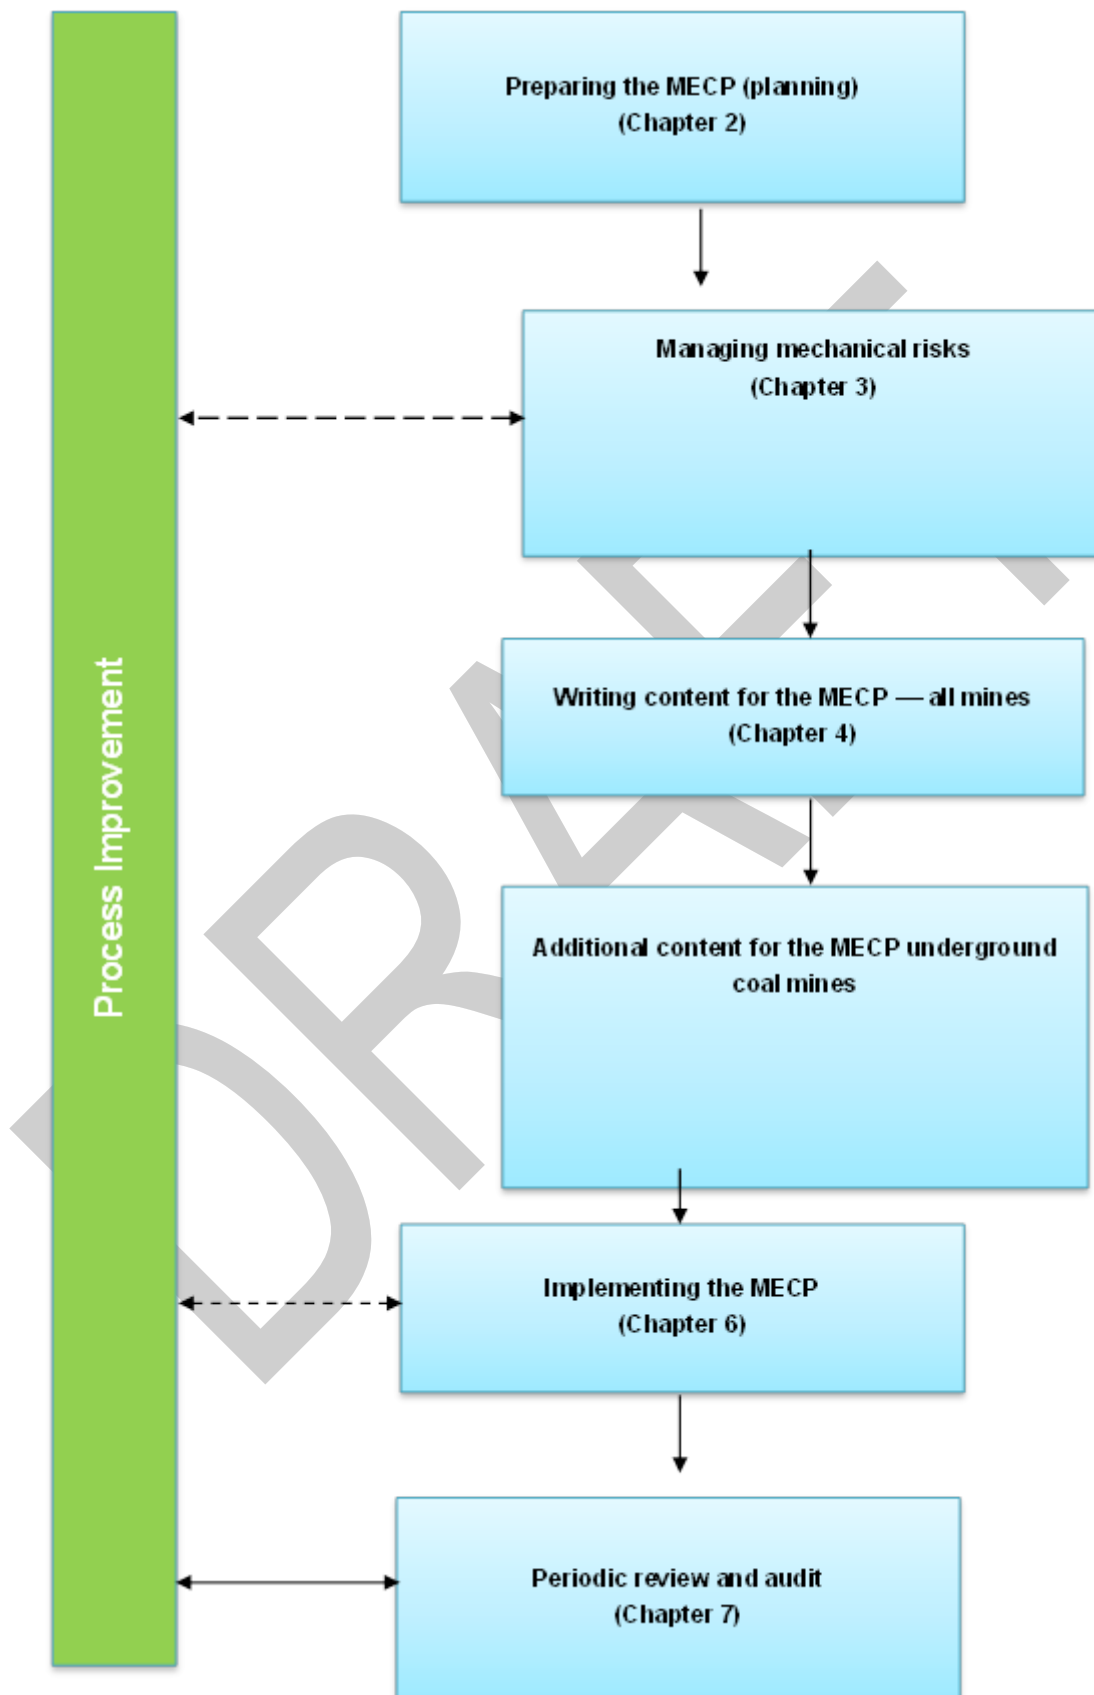 Preparing the MECP (planning)
(Chapter 2)
Managing mechanical risks
(Chapter 3)
Writing content for the MECP — all mines
(Chapter 4)
Additional content for the MECP underground
coal mines
Implementing the MECP
(Chapter 6)
Periodic review and audit
(Chapter 7)
Process Improvement
DRAFT